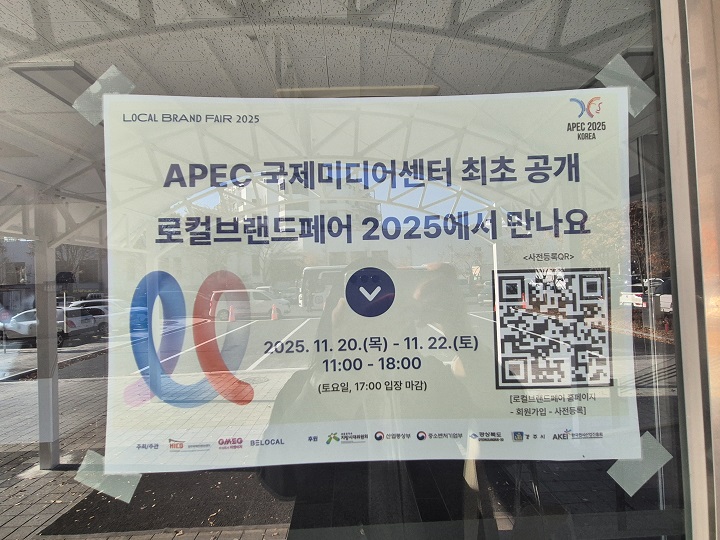 LOCAL BRAND FAIR 2025
APEC 2025
KOREA
APEC 국제미디어센터 최초 공개
로컬브랜드페어 2025에서 만나요
<사전등록QR>
2025. 11. 20.(목) - 11. 22.(토)
11:00 - 18:00
(토요일, 17:00 입장 마감)
[로컬브랜드페어 홈페이지
- 회원가입 - 사전등록]
주최/주관 HICO GMEG BELOCAL 후원 산업통상부 중소벤처기업부 경상북도 경주시 AKEI